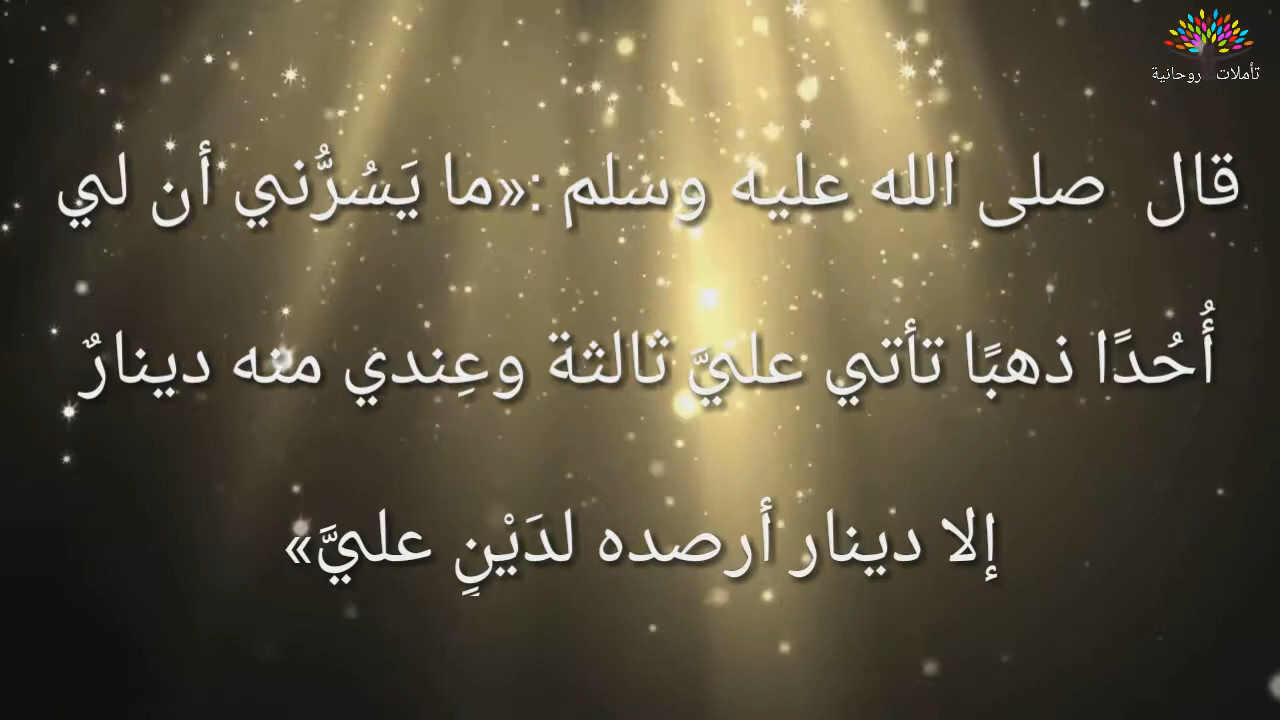 تأملات روحانية
قال صلى الله عليه وسلم :«ما يَسُرُّني أن لي
أُحُدًا ذهبًا تأتي عليَّ ثالثة وعِندي منه دينارٌ
إلا دينار أرصده لدَيْنٍ عليَّ»